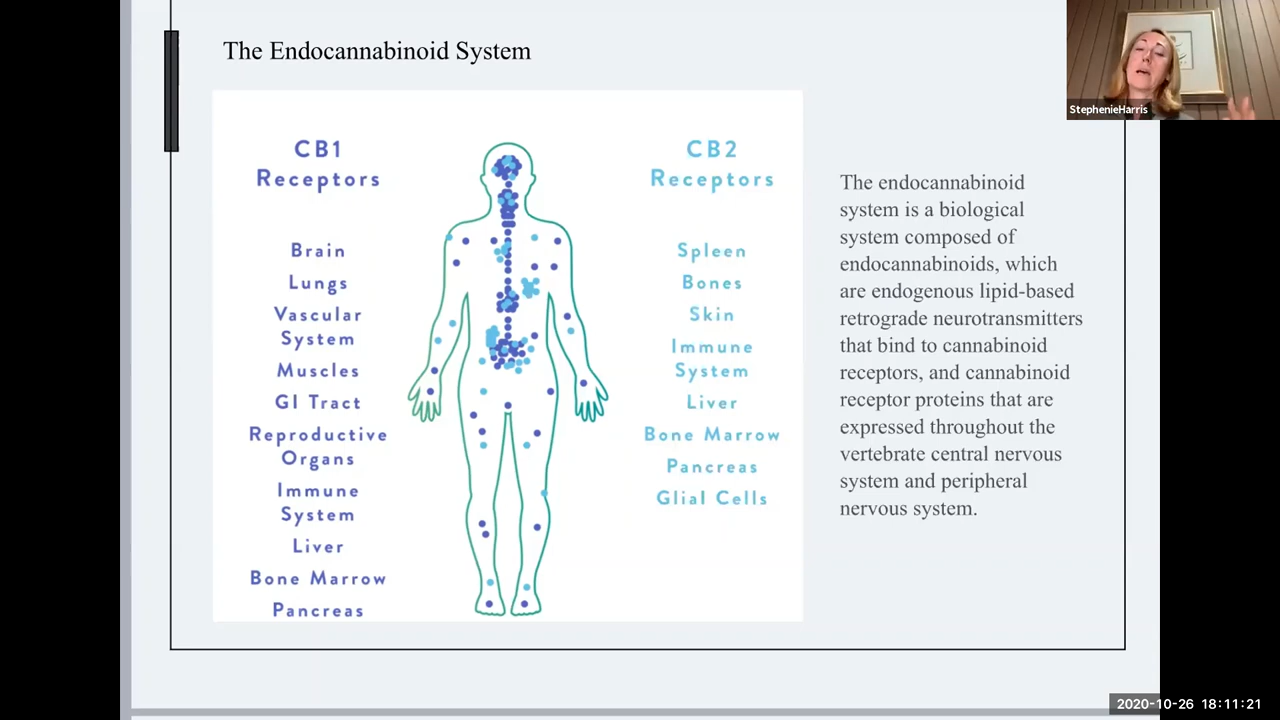 The Endocannabinoid System
StephenieHarris
CB1
Receptors
Brain
Lungs
Vascular
System
Muscles
GI Tract
Reproductive
Organs
Immune
System
Liver
Bone Marrow
Pancreas
CB2
Receptors
Spleen
Bones
Skin
Immune
System
Liver
Bone Marrow
Pancreas
Glial Cells
The endocannabinoid
system is a biological
system composed of
endocannabinoids, which
are endogenous lipid-based
retrograde neurotransmitters
that bind to cannabinoid
receptors, and cannabinoid
receptor proteins that are
expressed throughout the
vertebrate central nervous
system and peripheral
nervous system.
2020-10-26 18:11:21